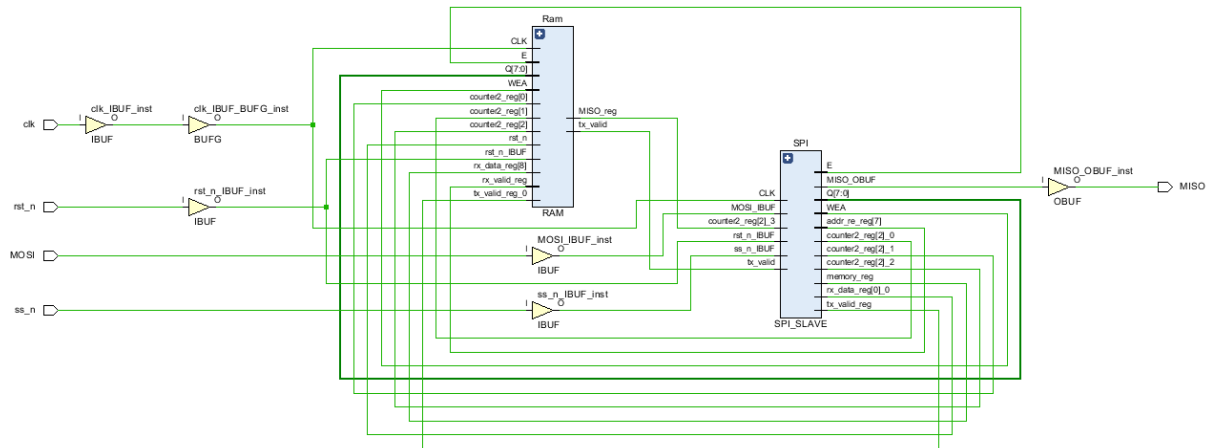 Ram
CLK
E
Q[7:0]
WEA
counter2_reg[0]
counter2_reg[1]
counter2_reg[2]
rst_n
rst_n_IBUF
rx_data_reg[8]
rx_valid_reg
tx_valid_reg_0
MISO_reg
tx_valid
RAM
clk
clk_IBUF_inst
I
O
IBUF
clk_IBUF_BUFG_inst
I
O
BUFG
rst_n
rst_n_IBUF_inst
I
O
IBUF
MOSI
MOSI_IBUF_inst
I
O
IBUF
ss_n
ss_n_IBUF_inst
I
O
IBUF
SPI
CLK
MOSI_IBUF
counter2_reg[2]_3
rst_n_IBUF
ss_n_IBUF
tx_valid
E
MISO_OBUF
Q[7:0]
WEA
addr_re_reg[7]
counter2_reg[2]_0
counter2_reg[2]_1
counter2_reg[2]_2
memory_reg
rx_data_reg[0]_0
tx_valid_reg
SPI_SLAVE
MISO_OBUF_inst
I
O
OBUF
MISO